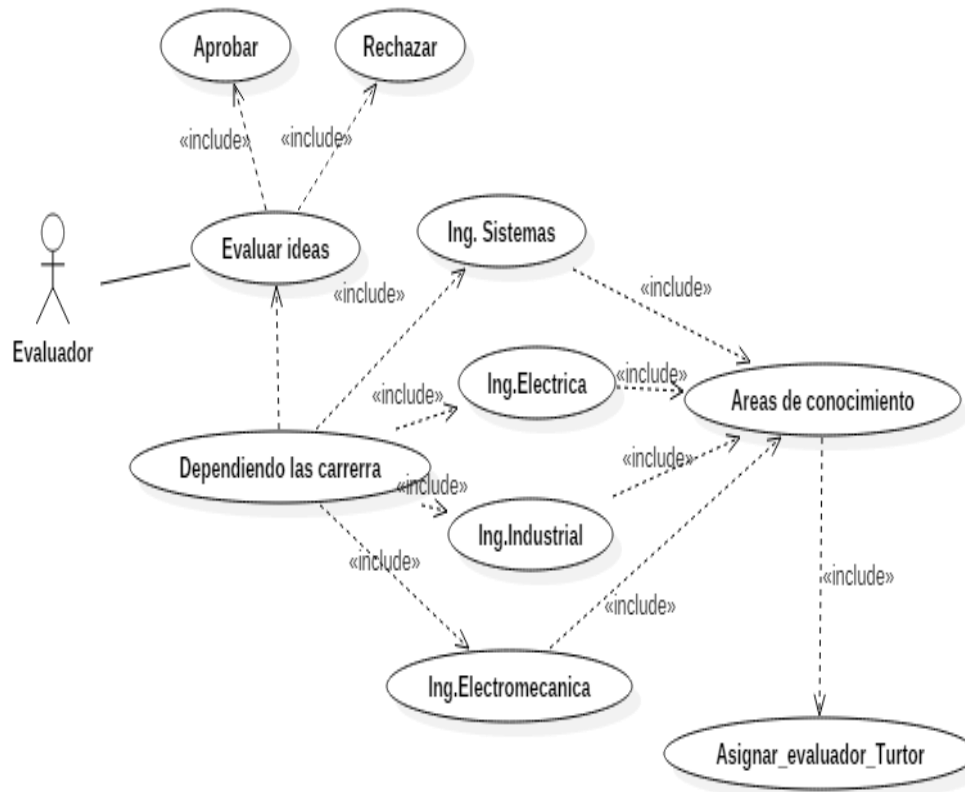 Aprobar
Rechazar
«include»
«include»
Evaluar ideas
Ing. Sistemas
«include»
«include»
Evaluador
Ing.Electrica
«include»
«include»
Areas de conocimiento
Dependiendo las carrerra
«include»
«include»
Ing.Industrial
«include»
«include»
«include»
Ing.Electromecanica
Asignar_evaluador_Turtor